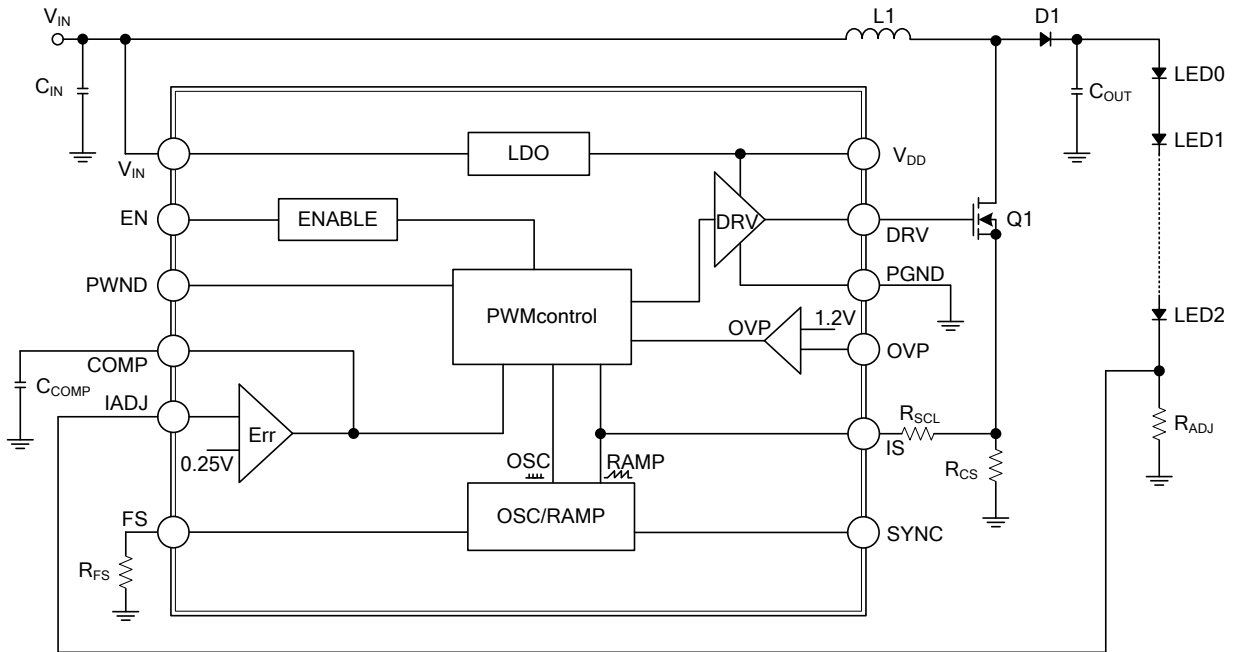 VIN
L1
D1
CIN
COUT
LED0
LED1
LDO
VIN
VDD
EN
ENABLE
DRV
DRV
Q1
PWND
PGND
PWMcontrol
OVP
1.2V
OVP
LED2
COMP
CCOMP
IADJ
Err
0.25V
RSCL
IS
RADJ
RCS
OSC
RAMP
FS
OSC/RAMP
SYNC
RFS